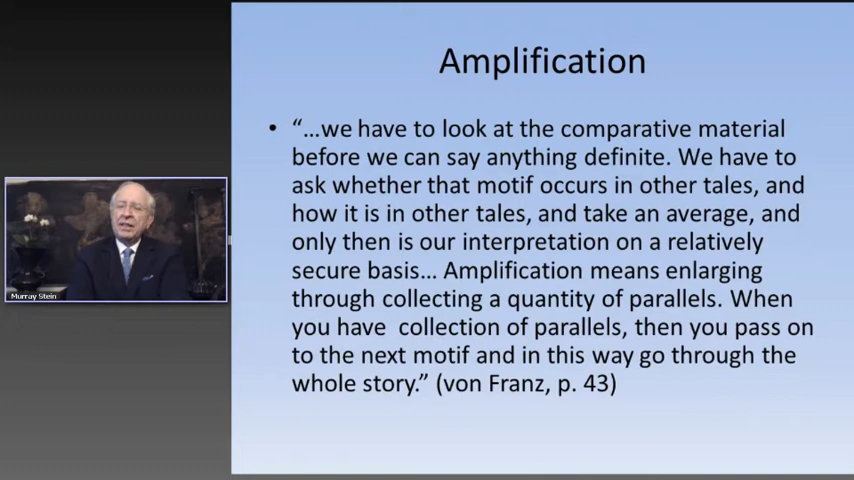 Amplification
• “…we have to look at the comparative material
before we can say anything definite. We have to
ask whether that motif occurs in other tales, and
how it is in other tales, and take an average, and
only then is our interpretation on a relatively
secure basis… Amplification means enlarging
through collecting a quantity of parallels. When
you have  collection of parallels, then you pass on
to the next motif and in this way go through the
whole story.” (von Franz, p. 43)
Murray Stein